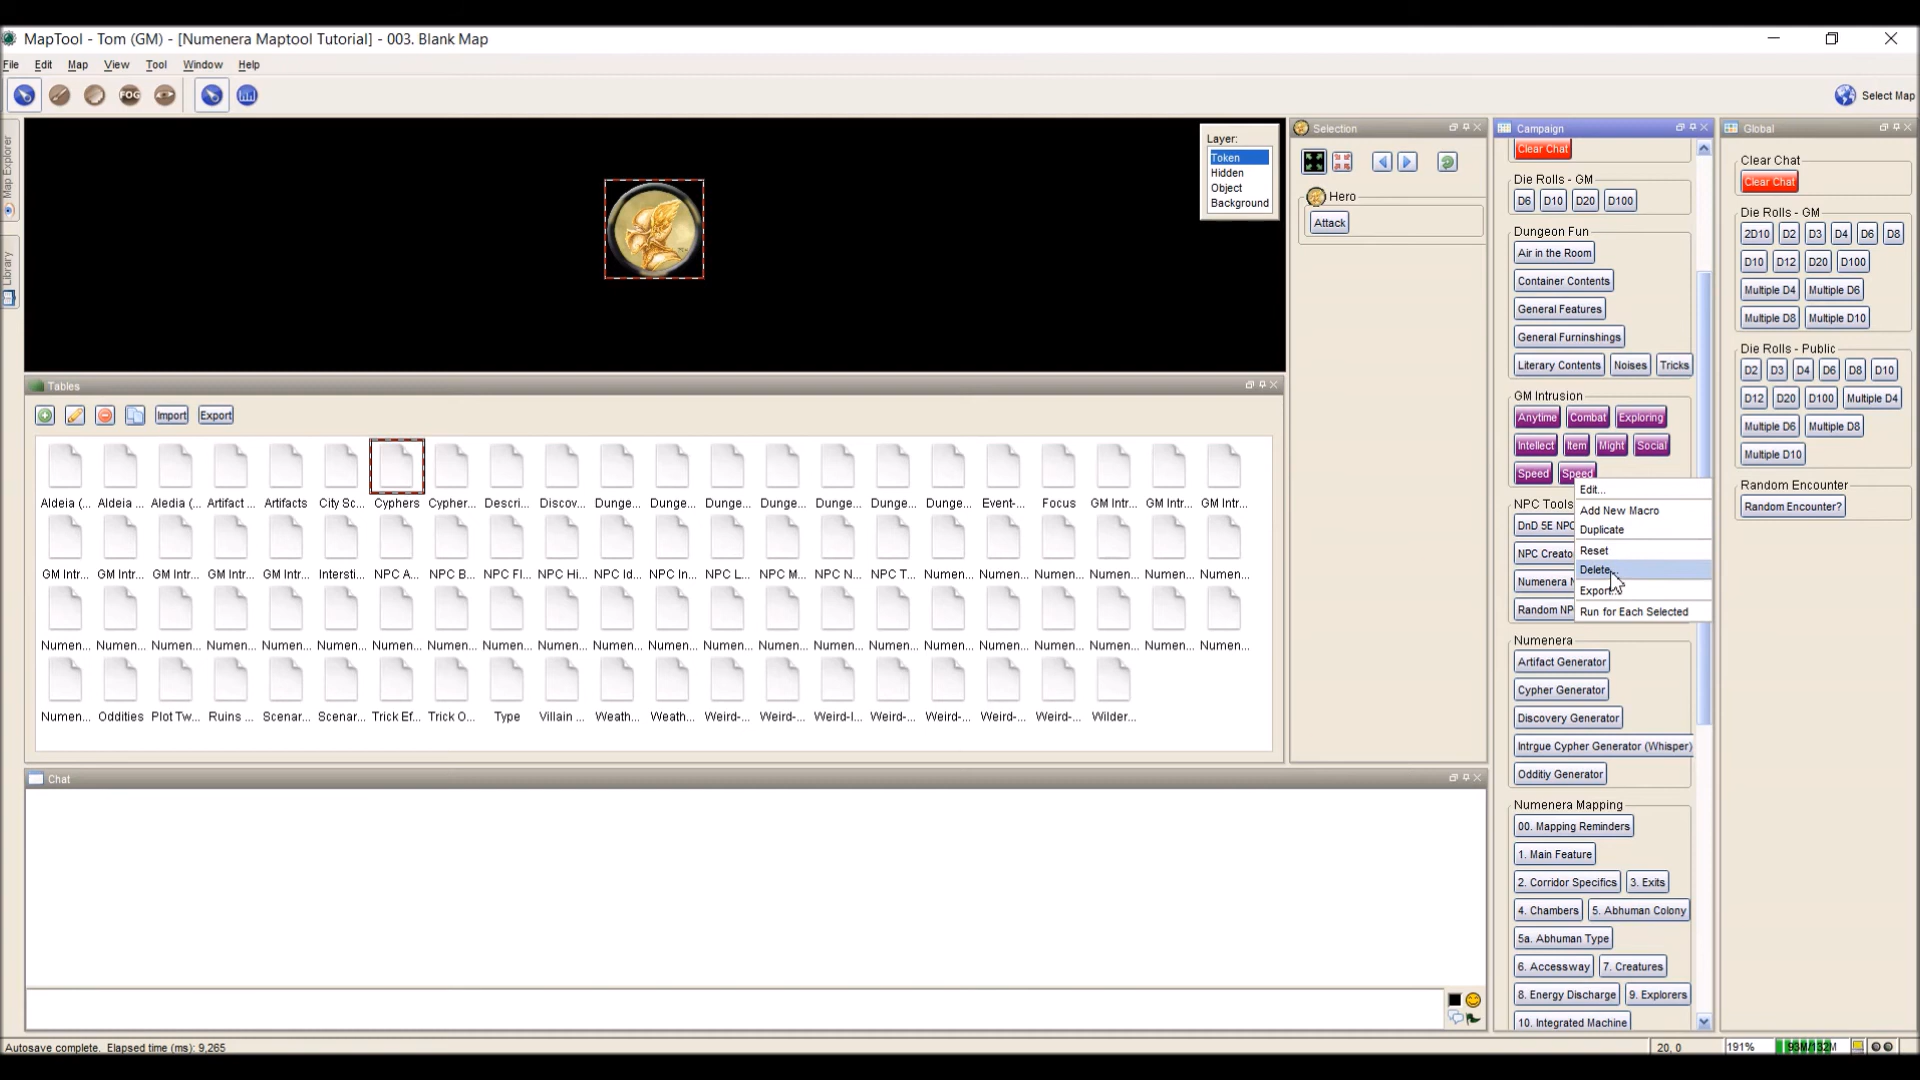 MapTool - Tom (GM) - [Numenera Maptool Tutorial] - 003. Blank Map
File Edit Map View Tool Window Help
FOG
Select Map
Map Explorer
Library
Layer:
Token
Hidden
Object
Background
Selection
Hero
Attack
Campaign
Clear Chat
Die Rolls - GM
D6 D10 D20 D100
Dungeon Fun
Air in the Room
Container Contents
General Features
General Furninshings
Literary Contents Noises Tricks
GM Intrusion
Anytime Combat Exploring
Intellect Item Might Social
Speed Speed
Edit...
Add New Macro
Duplicate
Reset
Delete...
Export...
Run for Each Selected
NPC Tools
DnD 5E NPC
NPC Creato
Numenera N
Random NP
Numenera
Artifact Generator
Cypher Generator
Discovery Generator
Intrgue Cypher Generator (Whisper)
Odditiy Generator
Numenera Mapping
00. Mapping Reminders
1. Main Feature
2. Corridor Specifics 3. Exits
4. Chambers 5. Abhuman Colony
5a. Abhuman Type
6. Accessway 7. Creatures
8. Energy Discharge 9. Explorers
10. Integrated Machine
Global
Clear Chat
Clear Chat
Die Rolls - GM
2D10 D2 D3 D4 D6 D8
D10 D12 D20 D100
Multiple D4 Multiple D6
Multiple D8 Multiple D10
Die Rolls - Public
D2 D3 D4 D6 D8 D10
D12 D20 D100 Multiple D4
Multiple D6 Multiple D8
Multiple D10
Random Encounter
Random Encounter?
Tables
Import Export
Aldeia (... Aldeia ... Aledia (... Artifact ... Artifacts City Sc... Cyphers Cypher... Descri... Discov... Dunge... Dunge... Dunge... Dunge... Dunge... Dunge... Event-... Focus GM Intr... GM Intr... GM Intr... GM Intr...
GM Intr... GM Intr... GM Intr... GM Intr... GM Intr... Intersti... NPC A... NPC B... NPC Fl... NPC Hi... NPC Id... NPC In... NPC L... NPC M... NPC N... NPC T... Numen... Numen... Numen... Numen... Numen... Numen...
Numen... Numen... Numen... Numen... Numen... Numen... Numen... Numen... Numen... Numen... Numen... Numen... Numen... Numen... Numen... Numen... Numen... Numen... Numen... Numen... Numen... Numen...
Numen... Oddities Plot Tw... Ruins ... Scenar... Scenar... Trick Ef... Trick O... Type Villain ... Weath... Weath... Weird-... Weird-... Weird-I... Weird-... Weird-... Weird-... Weird-... Wilder...
Chat
Autosave complete. Elapsed time (ms): 9,265
20, 0
191%
93M/132M